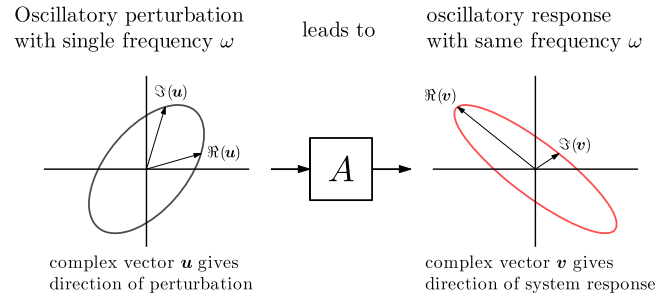 Oscillatory perturbation
with single frequency ω
leads to
oscillatory response
with same frequency ω
ℑ(u)
ℜ(u)
A
ℜ(v)
ℑ(v)
complex vector u gives
direction of perturbation
complex vector v gives
direction of system response